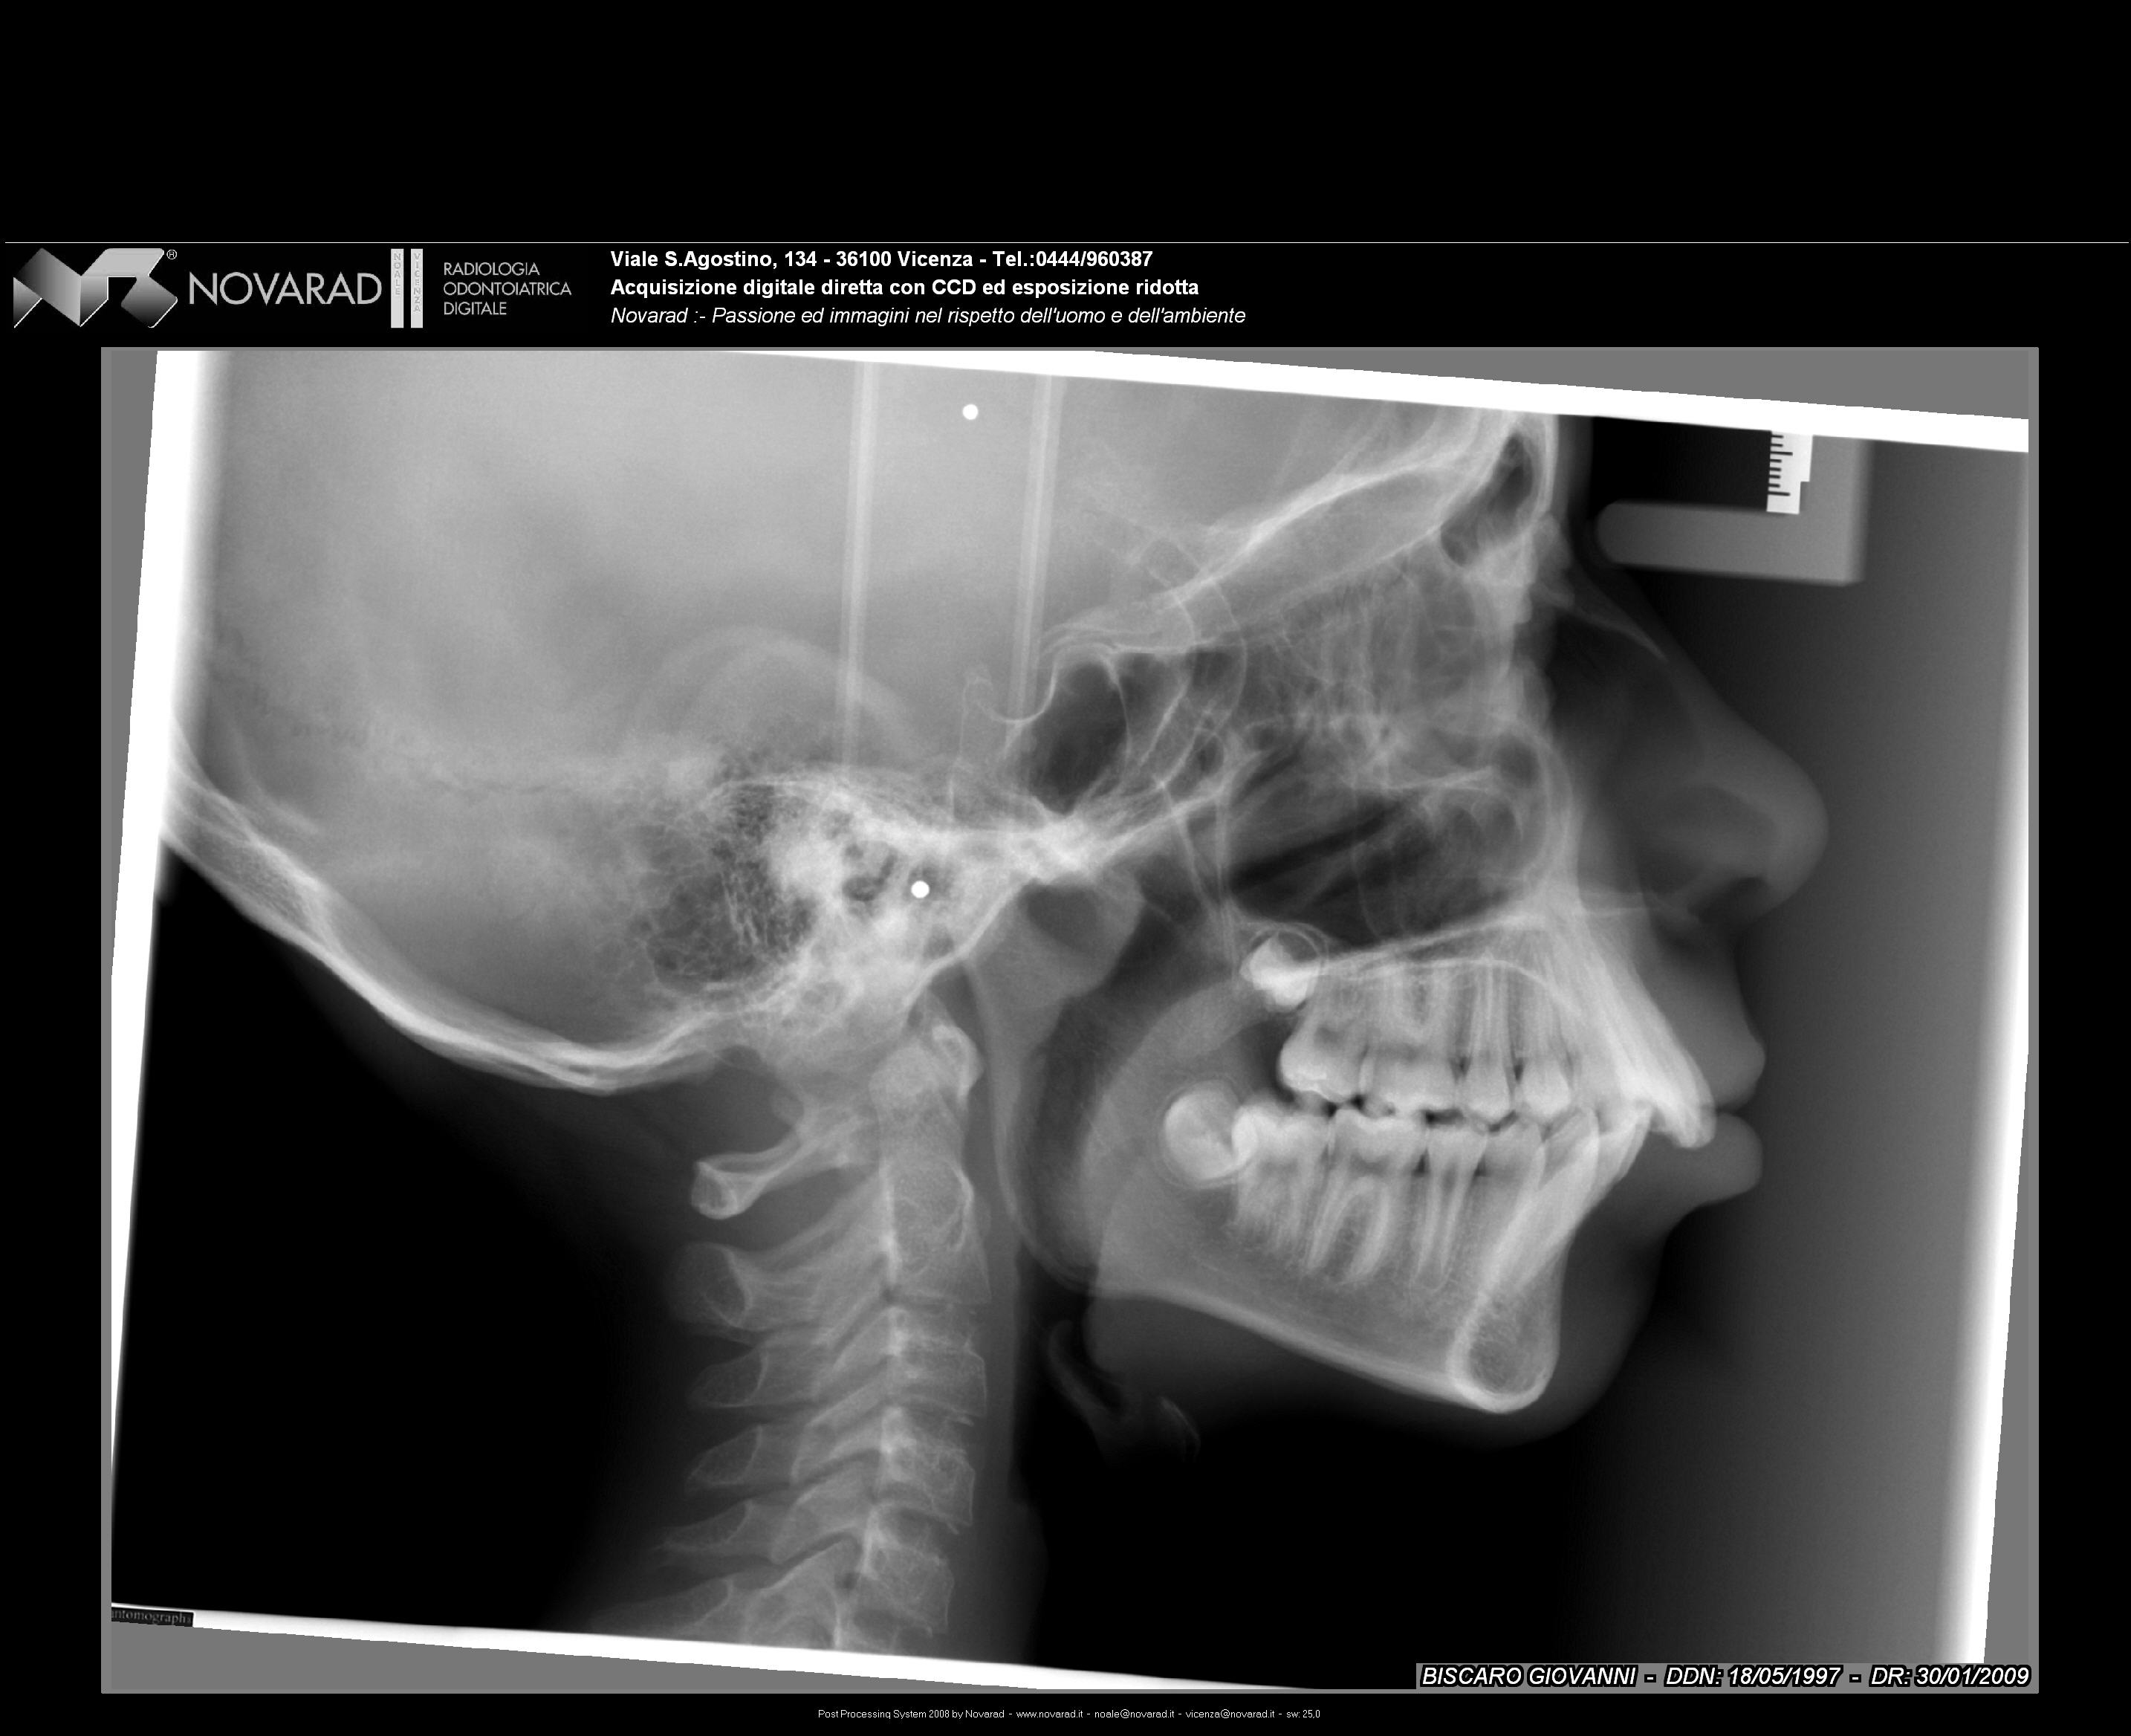 NOVARAD®
NOALE
VICENZA
RADIOLOGIA
ODONTOIATRICA
DIGITALE
Viale S.Agostino, 134 - 36100 Vicenza - Tel.:0444/960387
Acquisizione digitale diretta con CCD ed esposizione ridotta
Novarad :- Passione ed immagini nel rispetto dell'uomo e dell'ambiente
BISCARO GIOVANNI - DDN: 18/05/1997 - DR: 30/01/2009
Post Processing System 2008 by Novarad - www.novarad.it - noale@novarad.it - vicenza@novarad.it - sw: 25,0